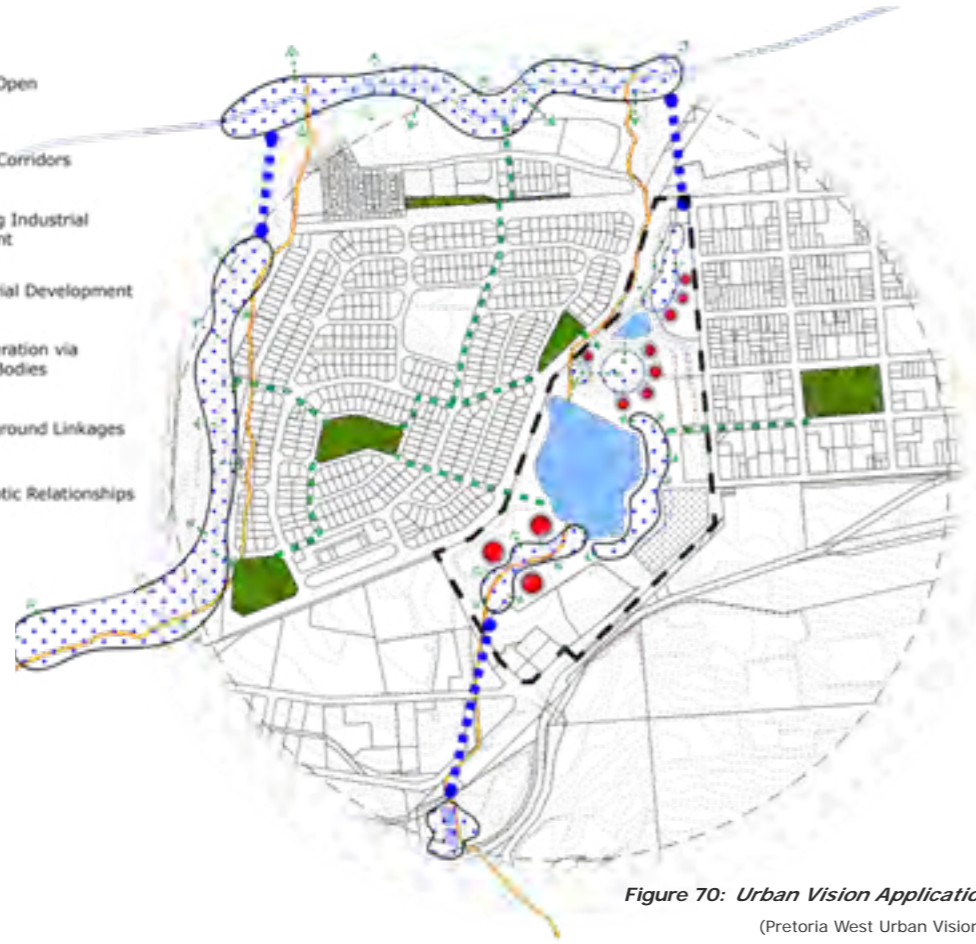 Open
Corridors
g Industrial
nt
ial Development
eration via
Bodies
round Linkages
tic Relationships
Figure 70: Urban Vision Applicatio
(Pretoria West Urban Vision